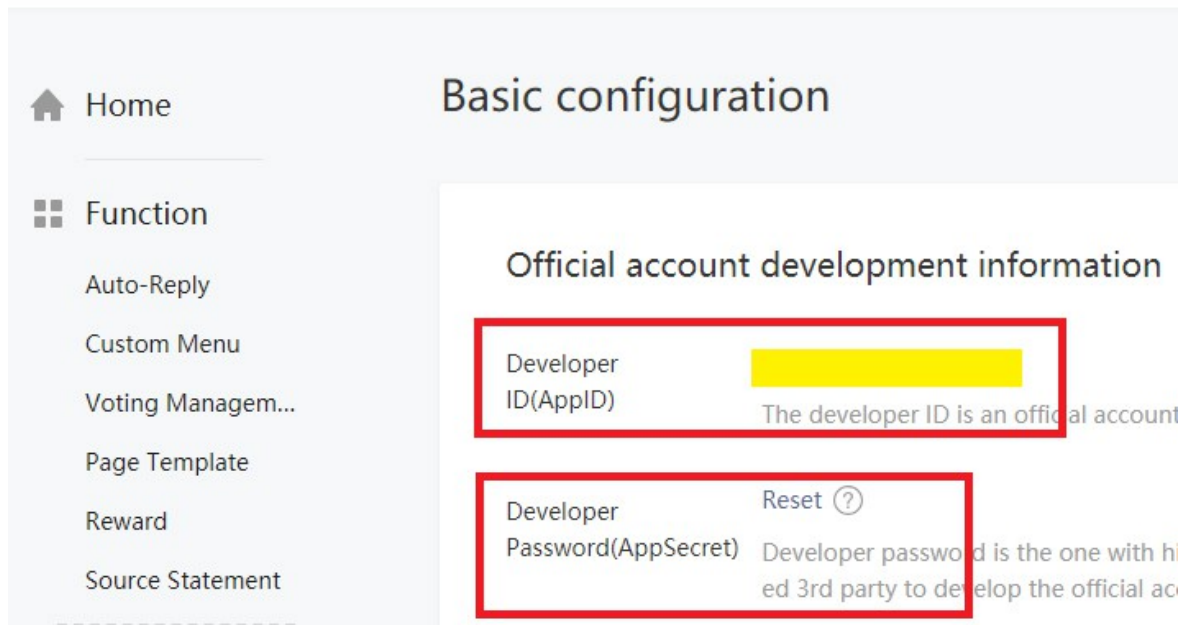 Home
Function
Auto-Reply
Custom Menu
Voting Managem...
Page Template
Reward
Source Statement
Basic configuration
Official account development information
Developer
ID(AppID)
The developer ID is an official account
Developer
Password(AppSecret)
Reset ?
Developer password is the one with hi
ed 3rd party to develop the official acc